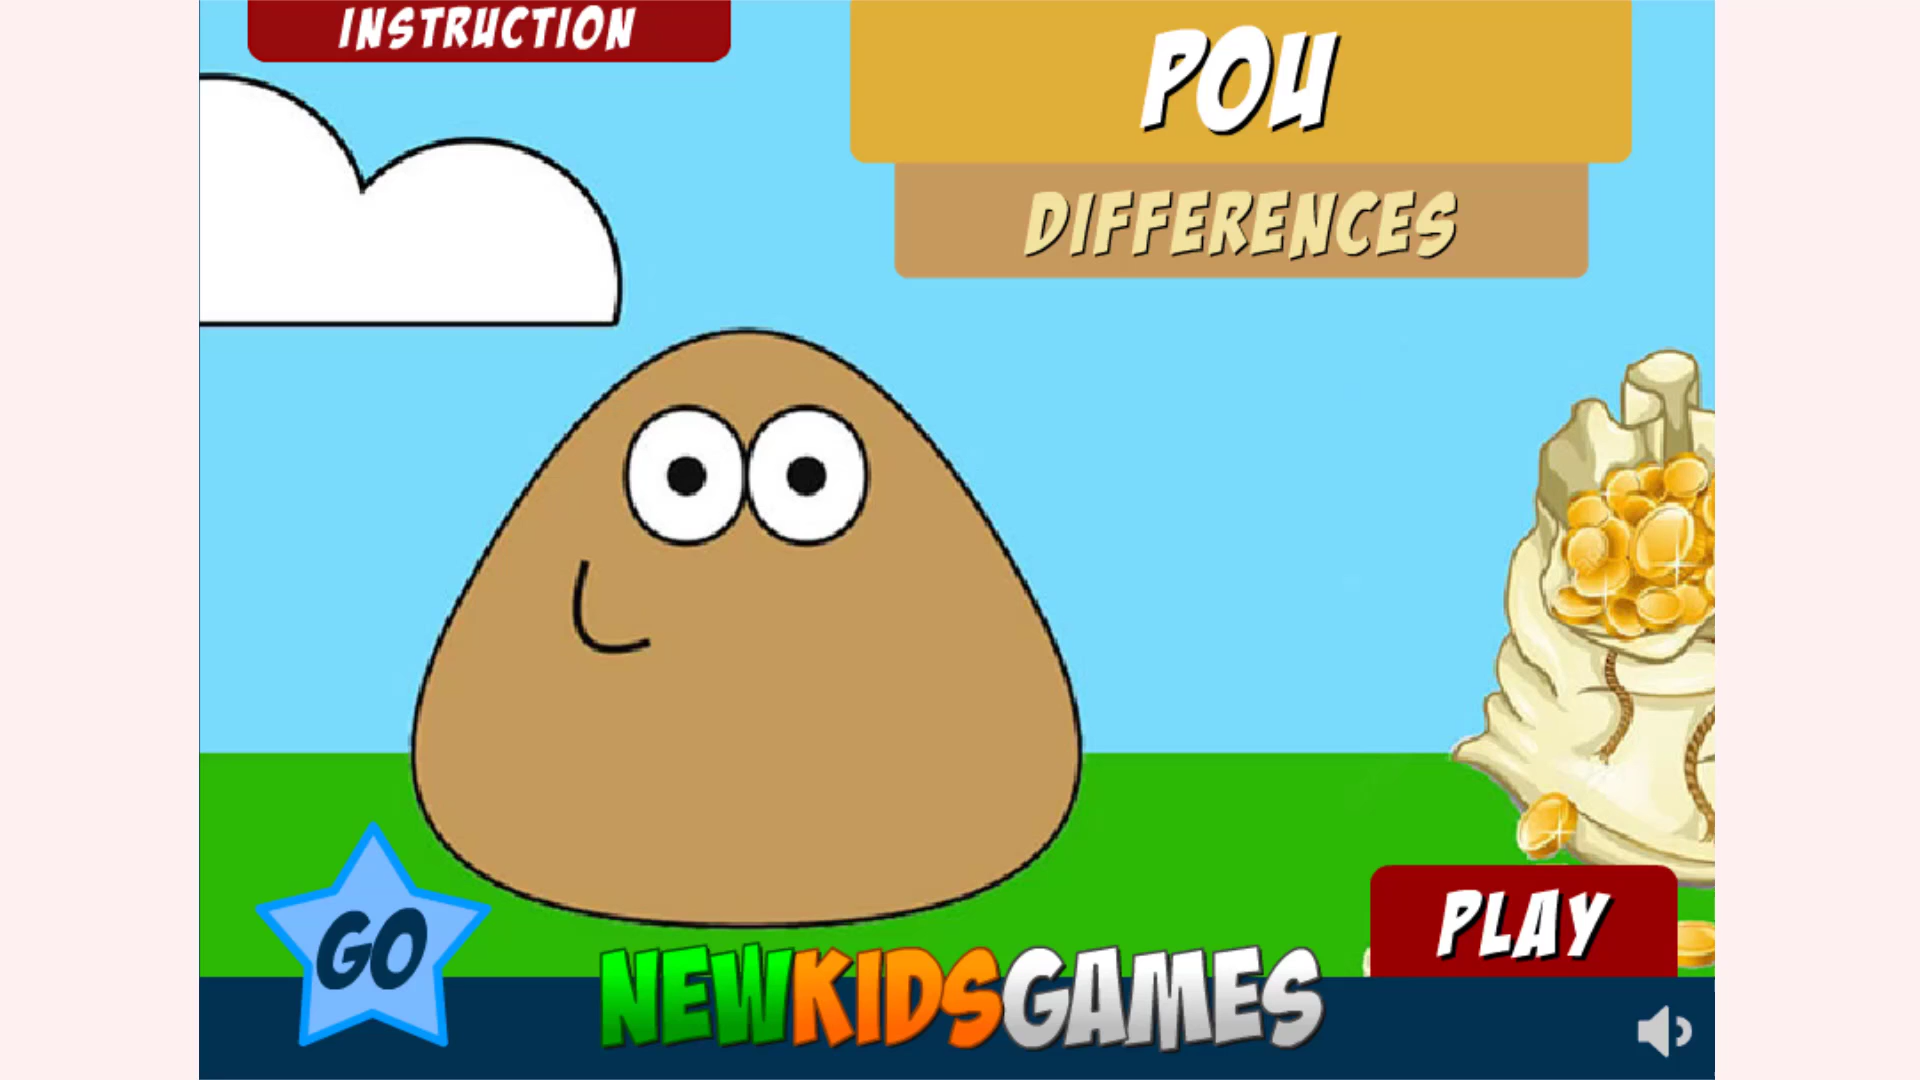 INSTRUCTION
POU
DIFFERENCES
PLAY
GO
NEWKIDSGAMES